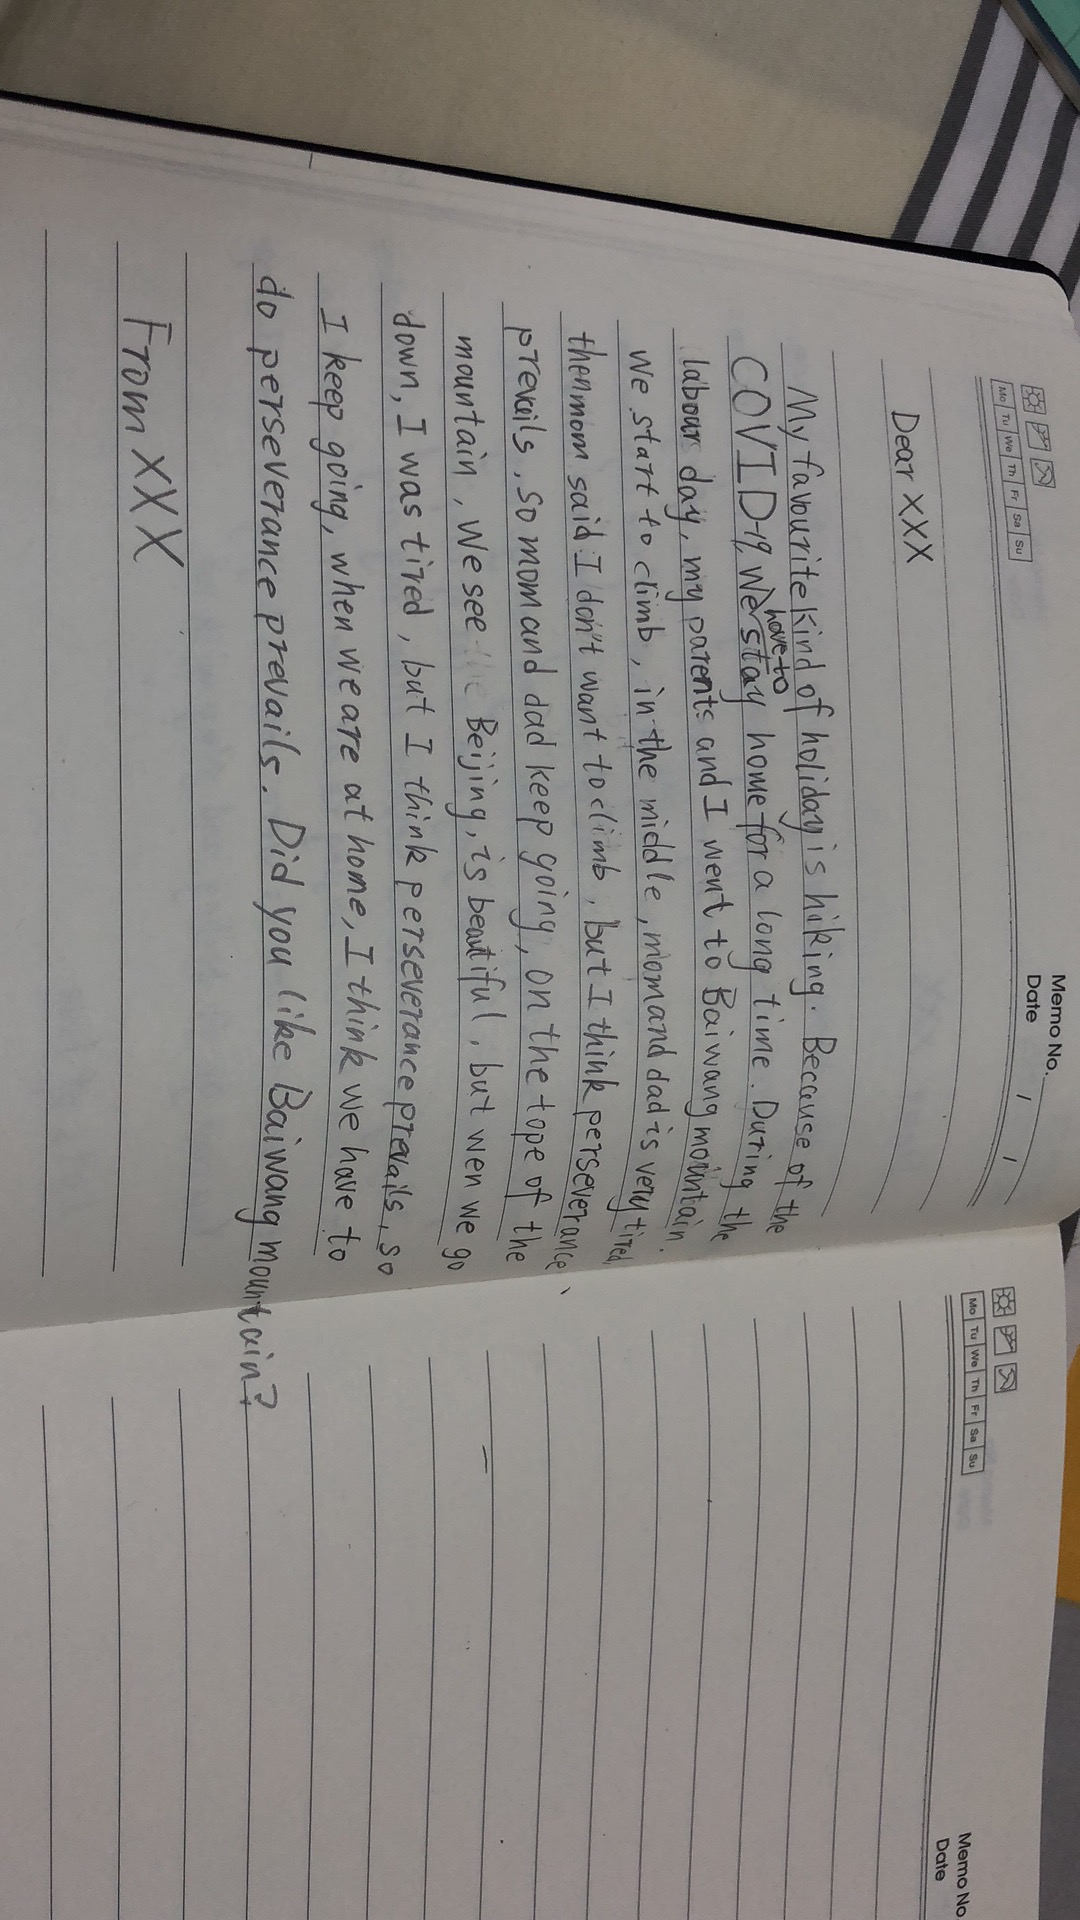 Memo No.
Mo Tu We Th Fr Sa Su
Date / /
Dear XXX
My favourite kind of holiday is hiking. Because of the
have to
COVID-19, We stay home for a long time. During the
labour day, my parents and I went to Baiwang mountain.
We start to climb, in the middle, mom and dad is very tired,
then mom said: I don't want to climb, but I think perseverance
prevails, so mom and dad keep going, on the tope of the
mountain, We see Beijing, is beautiful, but wen we go
down, I was tired, but I think perseverance prevails, so
I keep going, when we are at home, I think we have to
do perseverance prevails. Did you like Baiwang mountain?
From XXX
Memo No
Mo Tu We Th Fr Sa Su
Date